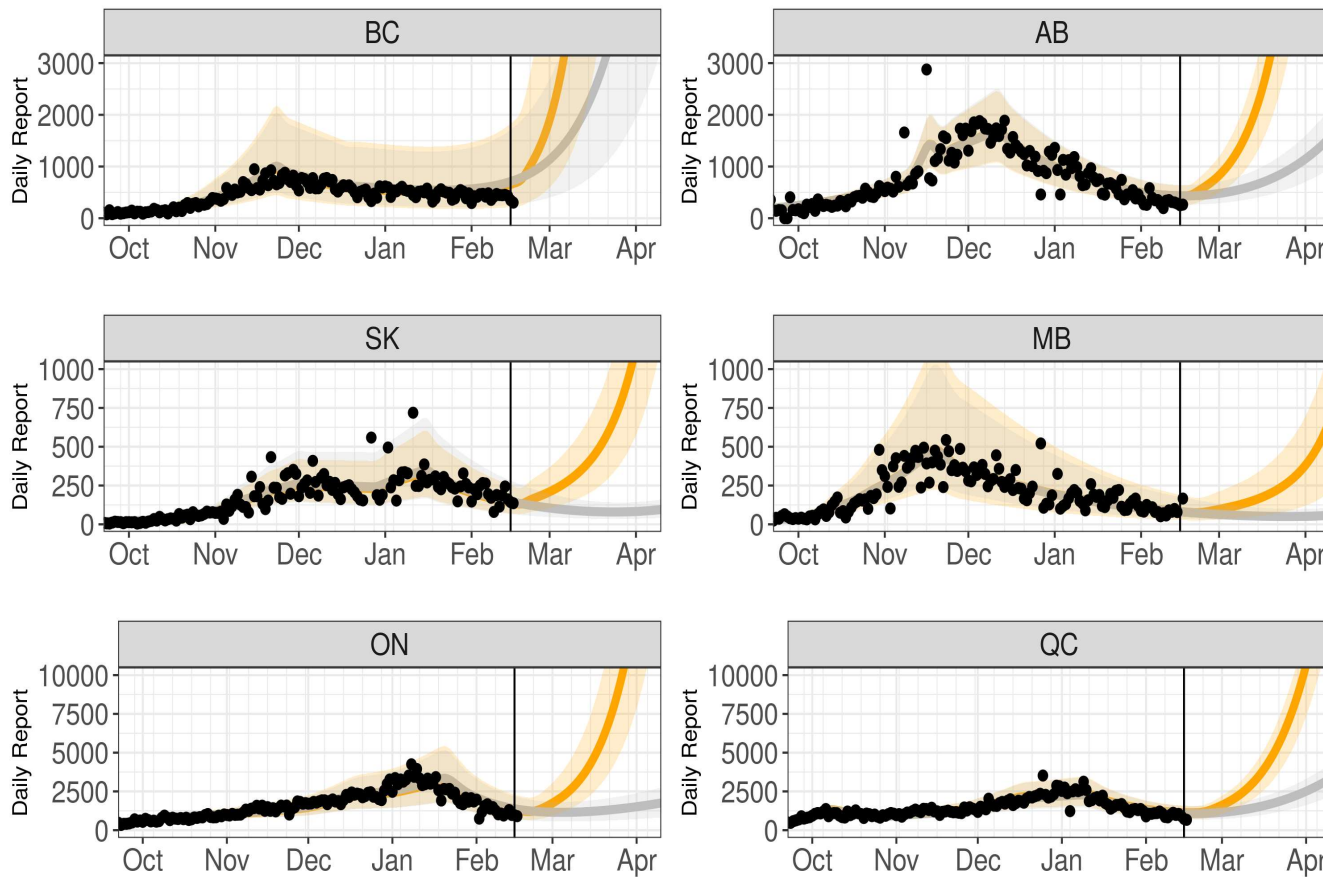 BC
Daily Report
3000
2000
1000
0
Oct Nov Dec Jan Feb Mar Apr
AB
Daily Report
3000
2000
1000
0
Oct Nov Dec Jan Feb Mar Apr
SK
Daily Report
1000
750
500
250
0
Oct Nov Dec Jan Feb Mar Apr
MB
Daily Report
1000
750
500
250
0
Oct Nov Dec Jan Feb Mar Apr
ON
Daily Report
10000
7500
5000
2500
0
Oct Nov Dec Jan Feb Mar Apr
QC
Daily Report
10000
7500
5000
2500
0
Oct Nov Dec Jan Feb Mar Apr